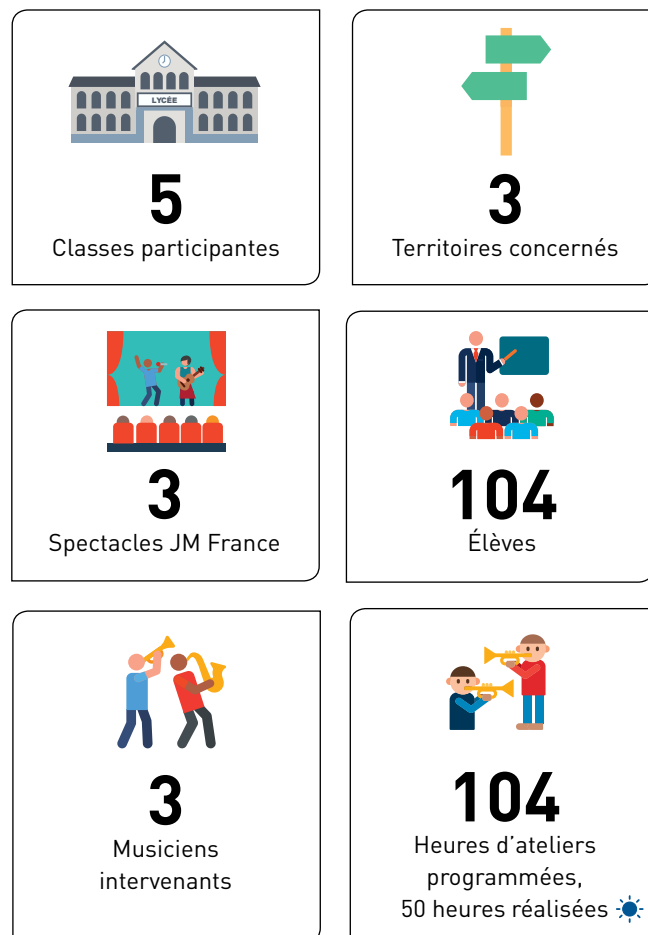 LYCÉE
5
Classes participantes
3
Territoires concernés
3
Spectacles JM France
104
Élèves
3
Musiciens
intervenants
104
Heures d’ateliers
programmées,
50 heures réalisées